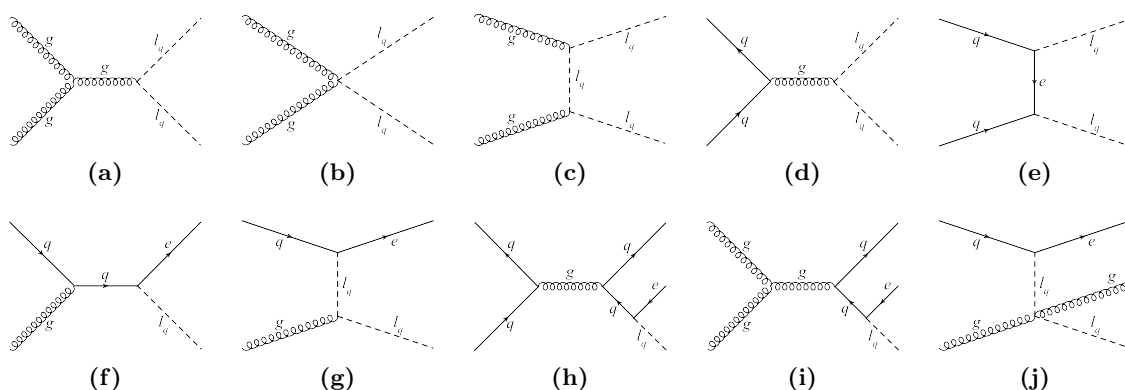 g g g l_q l_q
(a)
g g l_q l_q
(b)
g g l_q l_q l_q
(c)
q q g l_q l_q
(d)
q q e l_q l_q
(e)
q g q e l_q
(f)
q g l_q e l_q
(g)
q q g q q e l_q
(h)
g g g q q e l_q
(i)
q g l_q e g l_q
(j)